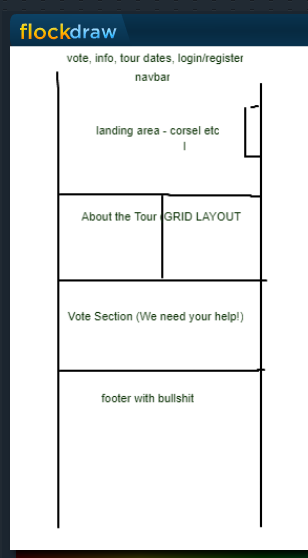 flockdraw
vote, info, tour dates, login/register
navbar
landing area - corsel etc
About the Tour GRID LAYOUT
Vote Section (We need your help!)
footer with bullshit